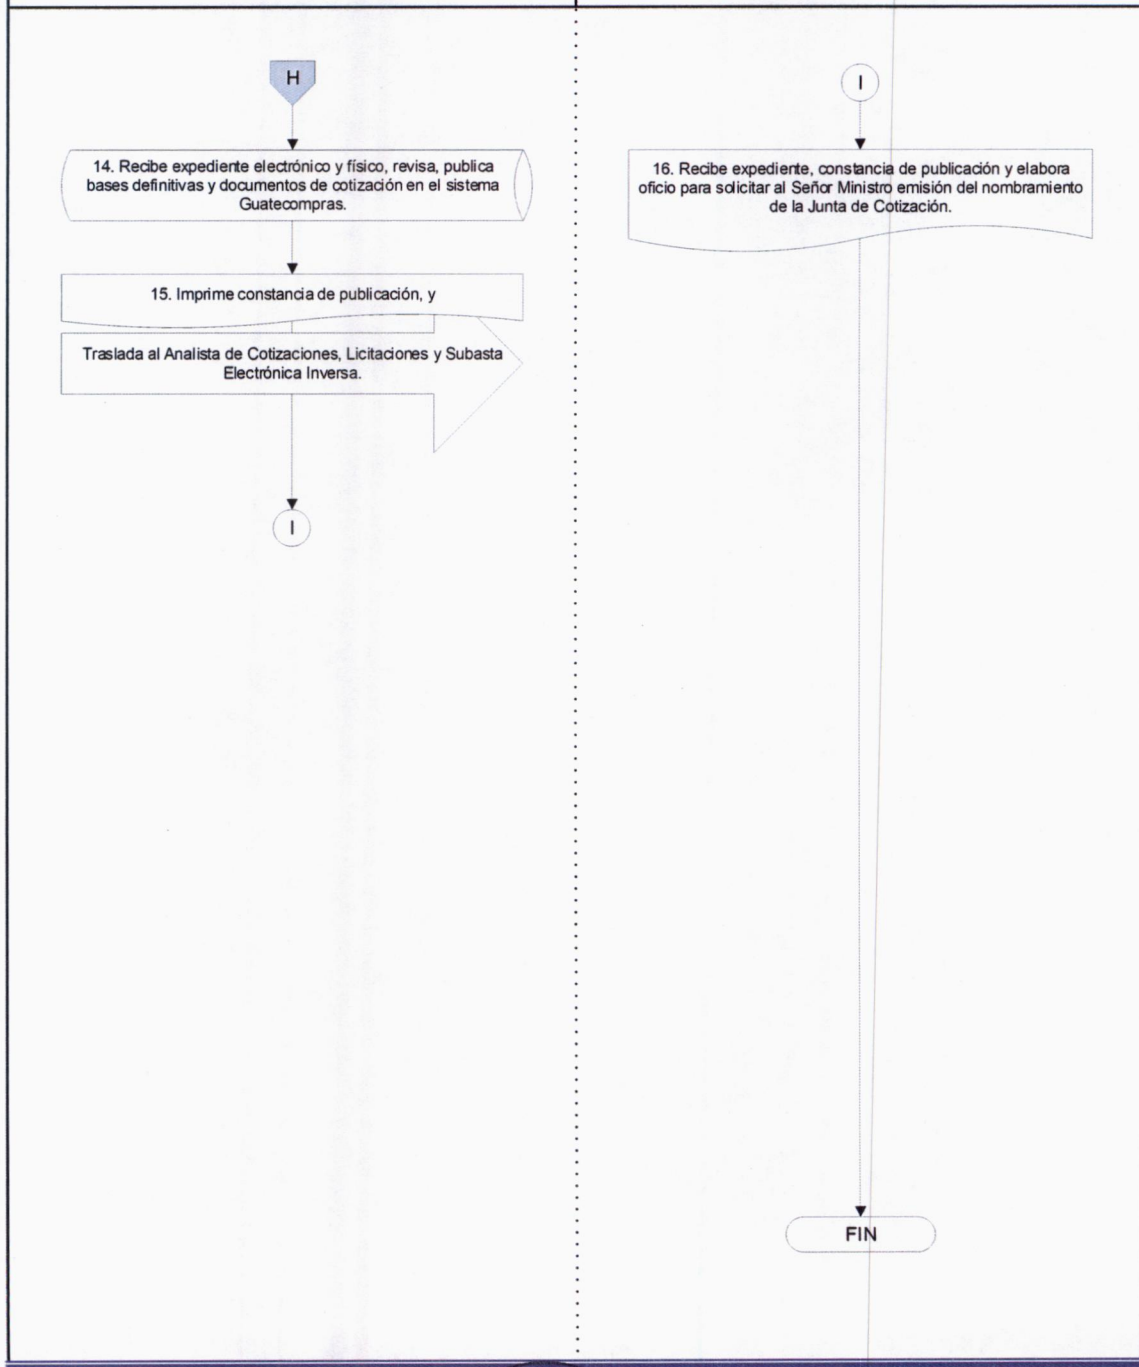 H
14. Recibe expediente electrónico y físico, revisa, publica
bases definitivas y documentos de cotización en el sistema
Guatecompras.
15. Imprime constancia de publicación, y
Traslada al Analista de Cotizaciones, Licitaciones y Subasta
Electrónica Inversa.
I
I
16. Recibe expediente, constancia de publicación y elabora
oficio para solicitar al Señor Ministro emisión del nombramiento
de la Junta de Cotización.
FIN